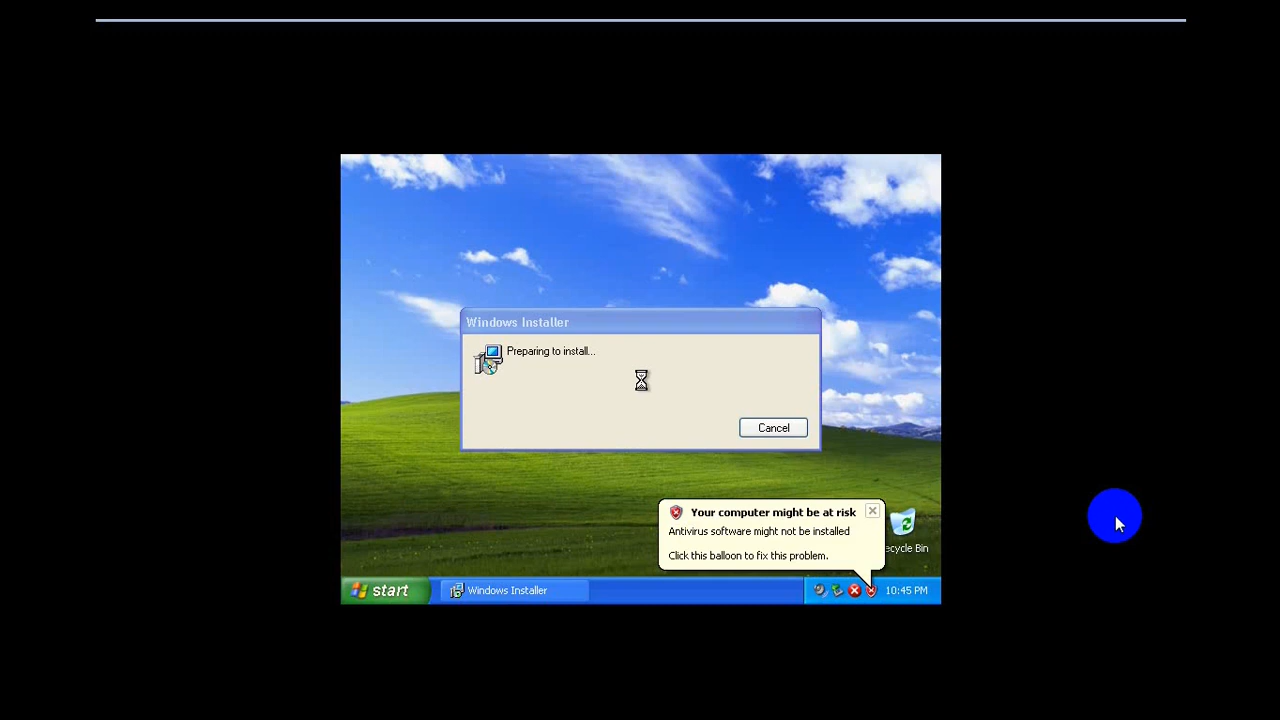 Windows Installer
Preparing to install...
Cancel
Your computer might be at risk
Antivirus software might not be installed
Click this balloon to fix this problem.
ecycle Bin
start
Windows Installer
10:45 PM